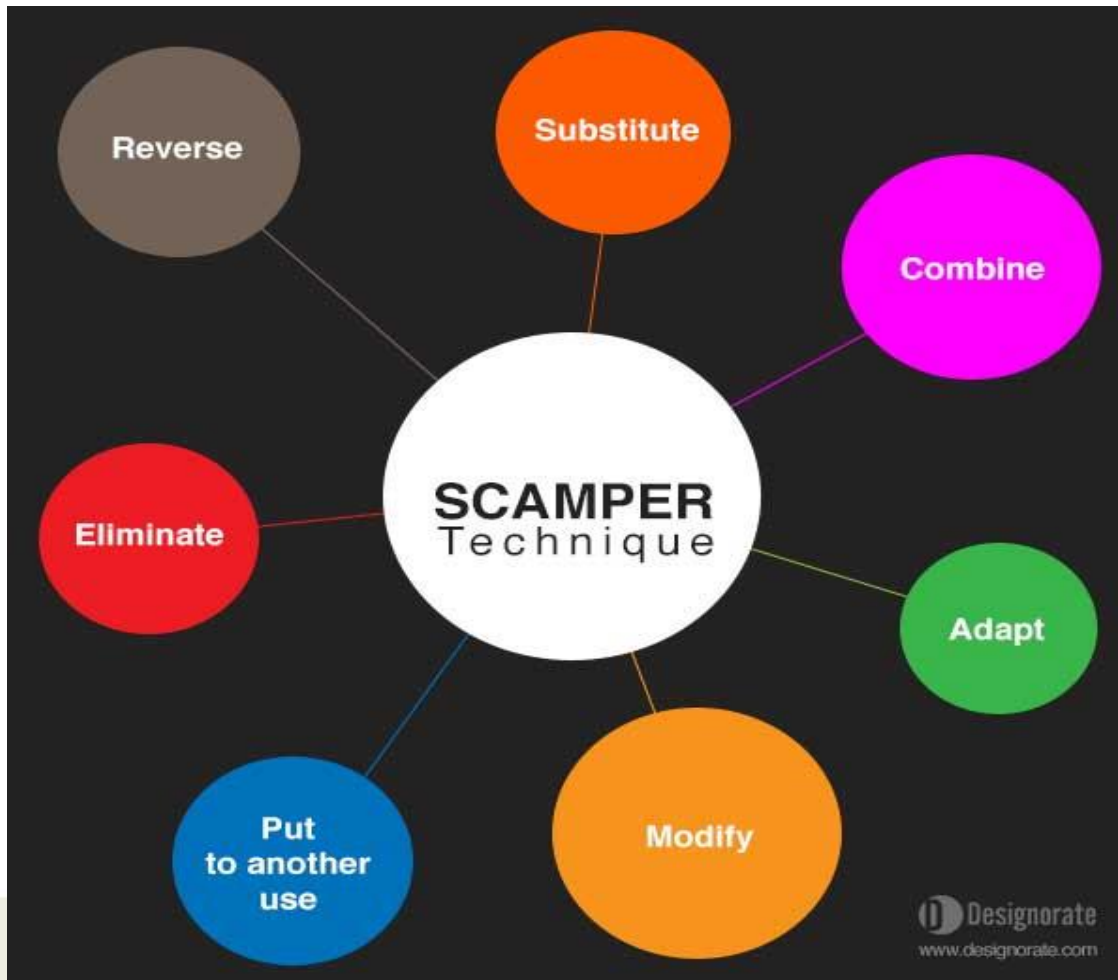 SCAMPER
Technique
Substitute
Combine
Adapt
Modify
Put
to another
use
Eliminate
Reverse
Designorate
www.designorate.com